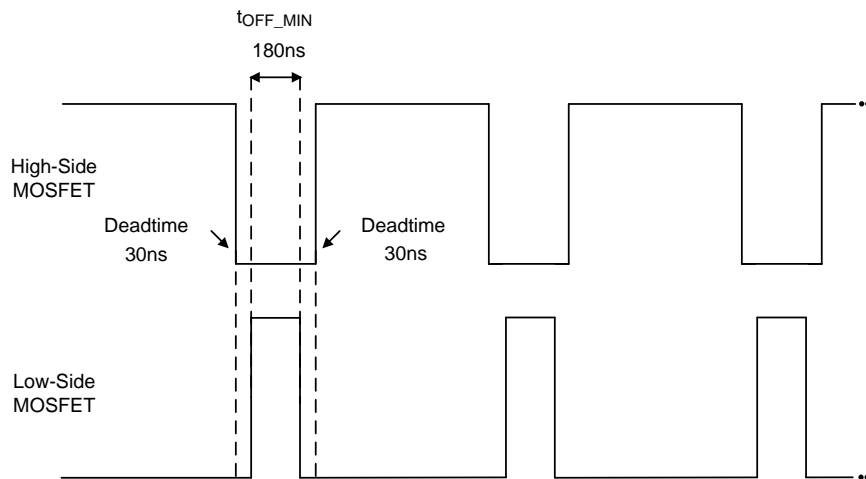 tOFF_MIN
180ns
High-Side
MOSFET
Deadtime
30ns
Deadtime
30ns
Low-Side
MOSFET